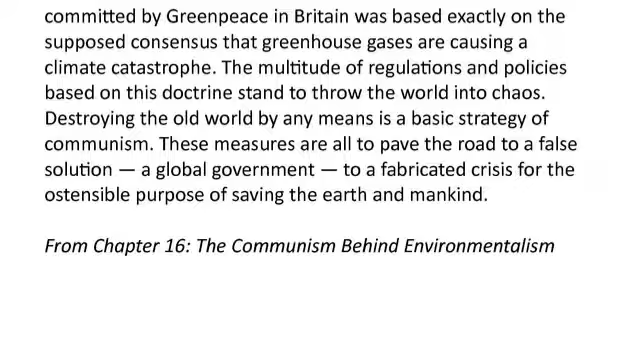 committed by Greenpeace in Britain was based exactly on the
supposed consensus that greenhouse gases are causing a
climate catastrophe. The multitude of regulations and policies
based on this doctrine stand to throw the world into chaos.
Destroying the old world by any means is a basic strategy of
communism. These measures are all to pave the road to a false
solution — a global government — to a fabricated crisis for the
ostensible purpose of saving the earth and mankind.
From Chapter 16: The Communism Behind Environmentalism